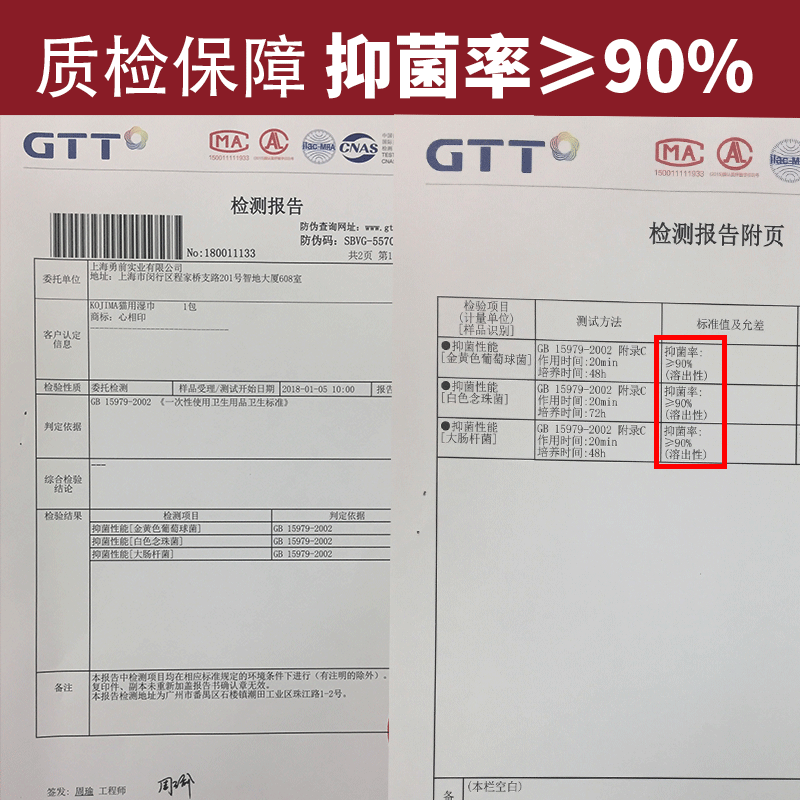 质检保障 抑菌率≥90%
GTT
MA
150011111933
AL
ilac-MRA
CNAS
TEST
CNA
检测报告
防伪查询网址: www.gt
防伪码: SBVG-557C
No:180011133
共2页 第1
委托单位
上海勇前实业有限公司
地址: 上海市闵行区程家桥支路201号智地大厦608室
客户认定
信息
KOJIMA猫用湿巾 1包
商标: 心相印
检验性质 委托检测 样品受理/测试开始日期 2018-01-05 10:00 报告
判定依据
GB 15979-2002 《一次性使用卫生用品卫生标准》
综合检验
结论
---
检验结果 检测项目 判定依据
抑菌性能[金黄色葡萄球菌] GB 15979-2002
抑菌性能[白色念珠菌] GB 15979-2002
抑菌性能[大肠杆菌] GB 15979-2002
备注
本报告中检测项目均在相应标准规定的环境条件下进行(有注明的除外)。
复印件、副本未重新加盖报告书确认章无效。
本报告检测地址为广州市番禺区石楼镇潮田工业区珠江路1-2号。
签发: 周瑜 工程师
GTT
MA
150011111933
AL
ilac-M
检测报告附页
检验项目
(计量单位)
[样品识别]
测试方法
标准值及允差
●抑菌性能
[金黄色葡萄球菌]
GB 15979-2002 附录C
作用时间:20min
培养时间:48h
抑菌率:
≥90%
(溶出性)
●抑菌性能
[白色念珠菌]
GB 15979-2002 附录C
作用时间:20min
培养时间:72h
抑菌率:
≥90%
(溶出性)
●抑菌性能
[大肠杆菌]
GB 15979-2002 附录C
作用时间:20min
培养时间:48h
抑菌率:
≥90%
(溶出性)
备
(本栏空白)